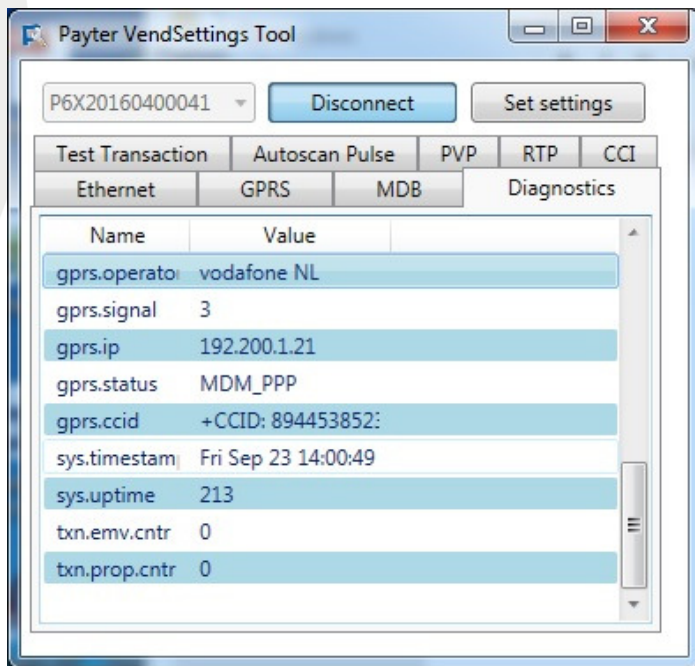 Payter VendSettings Tool
P6X20160400041 Disconnect Set settings
Test Transaction Autoscan Pulse PVP RTP CCI
Ethernet GPRS MDB Diagnostics
Name Value
gprs.operator vodafone NL
gprs.signal 3
gprs.ip 192.200.1.21
gprs.status MDM_PPP
gprs.ccid +CCID: 894453852
sys.timestam Fri Sep 23 14:00:49
sys.uptime 213
txn.emv.cntr 0
txn.prop.cntr 0